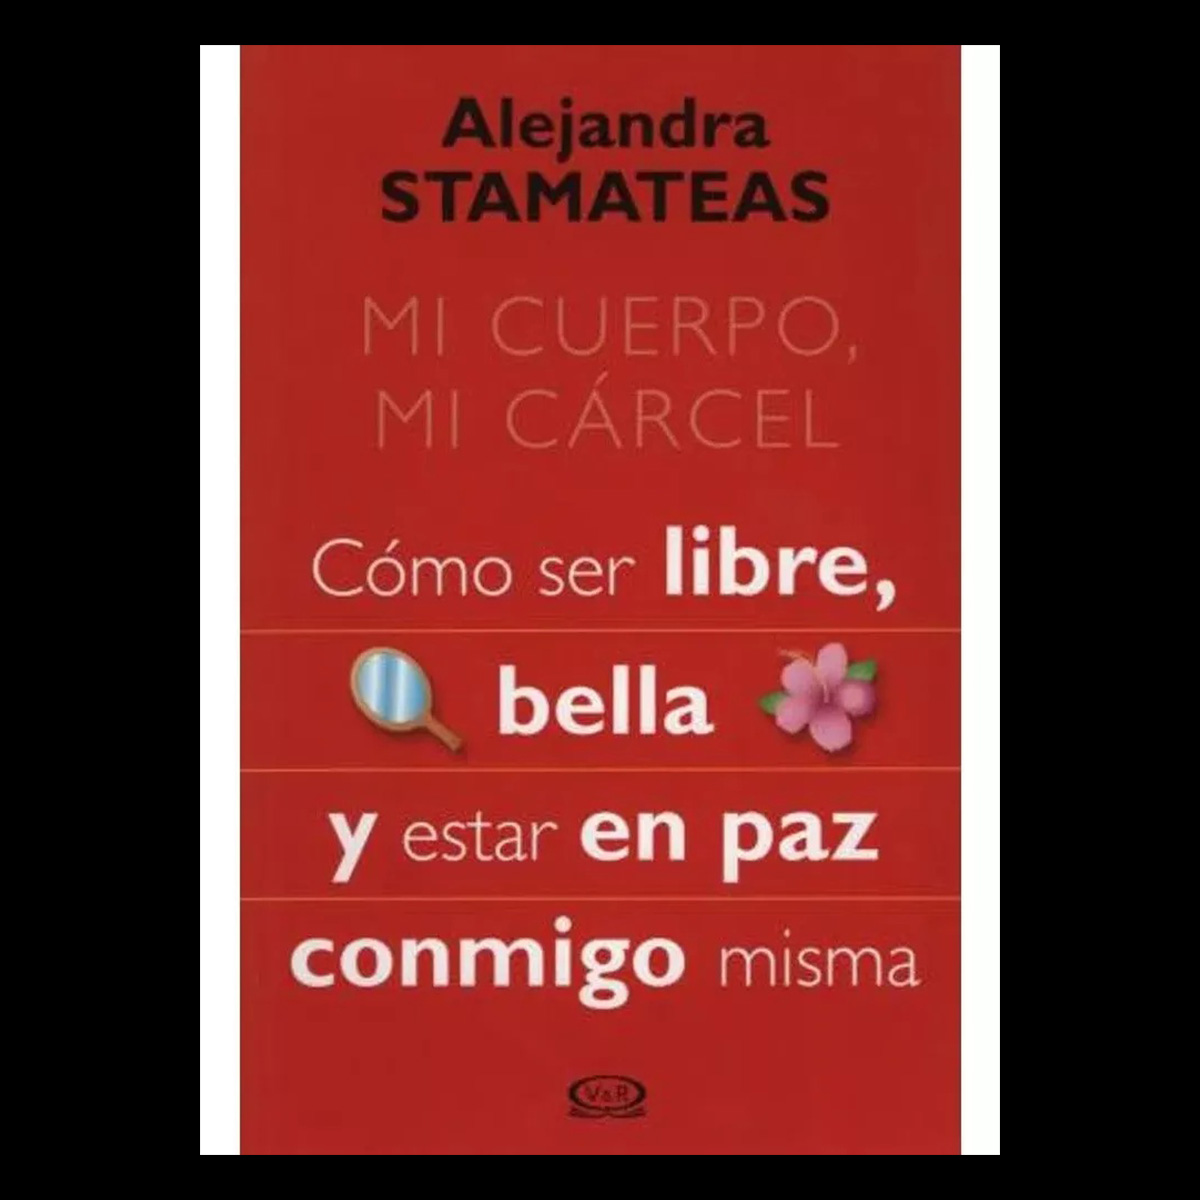 Alejandra
STAMATEAS
MI CUERPO,
MI CÁRCEL
Cómo ser libre,
bella
y estar en paz
conmigo misma
V&R